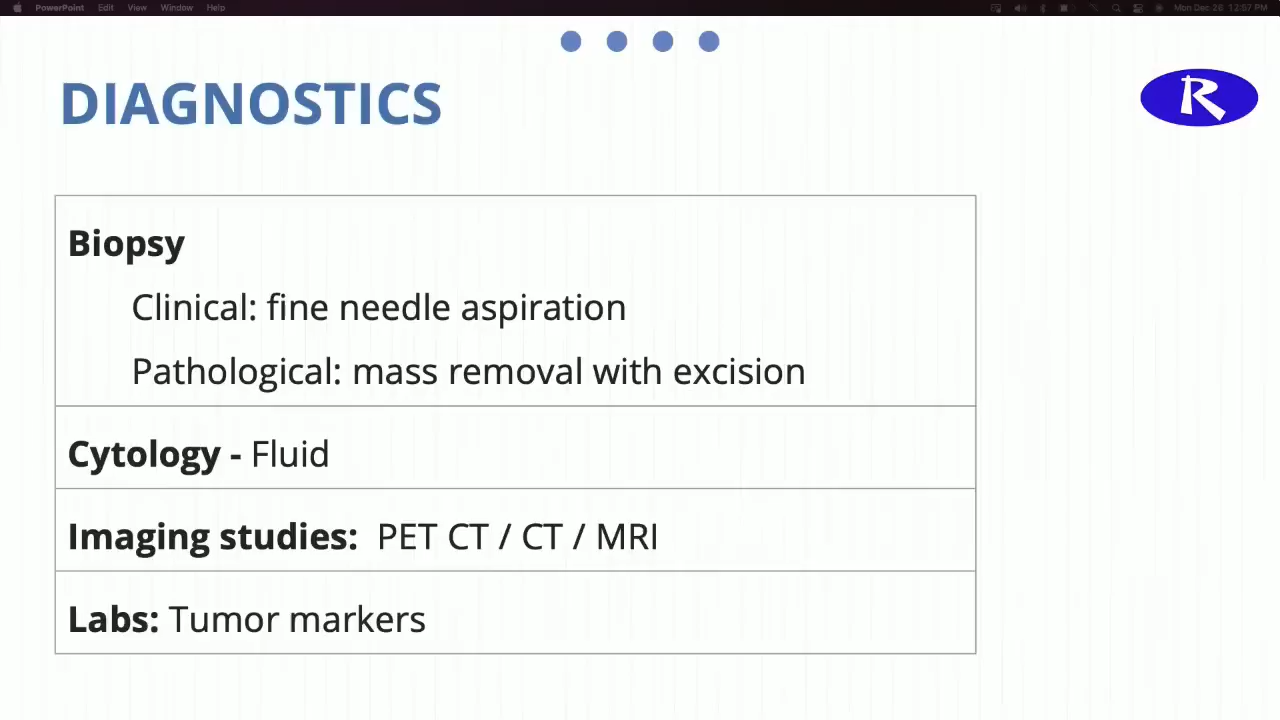 PowerPoint Edit View Window Help
Mon Dec 28 12:57 PM
DIAGNOSTICS
R
Biopsy
Clinical: fine needle aspiration
Pathological: mass removal with excision
Cytology - Fluid
Imaging studies: PET CT / CT / MRI
Labs: Tumor markers